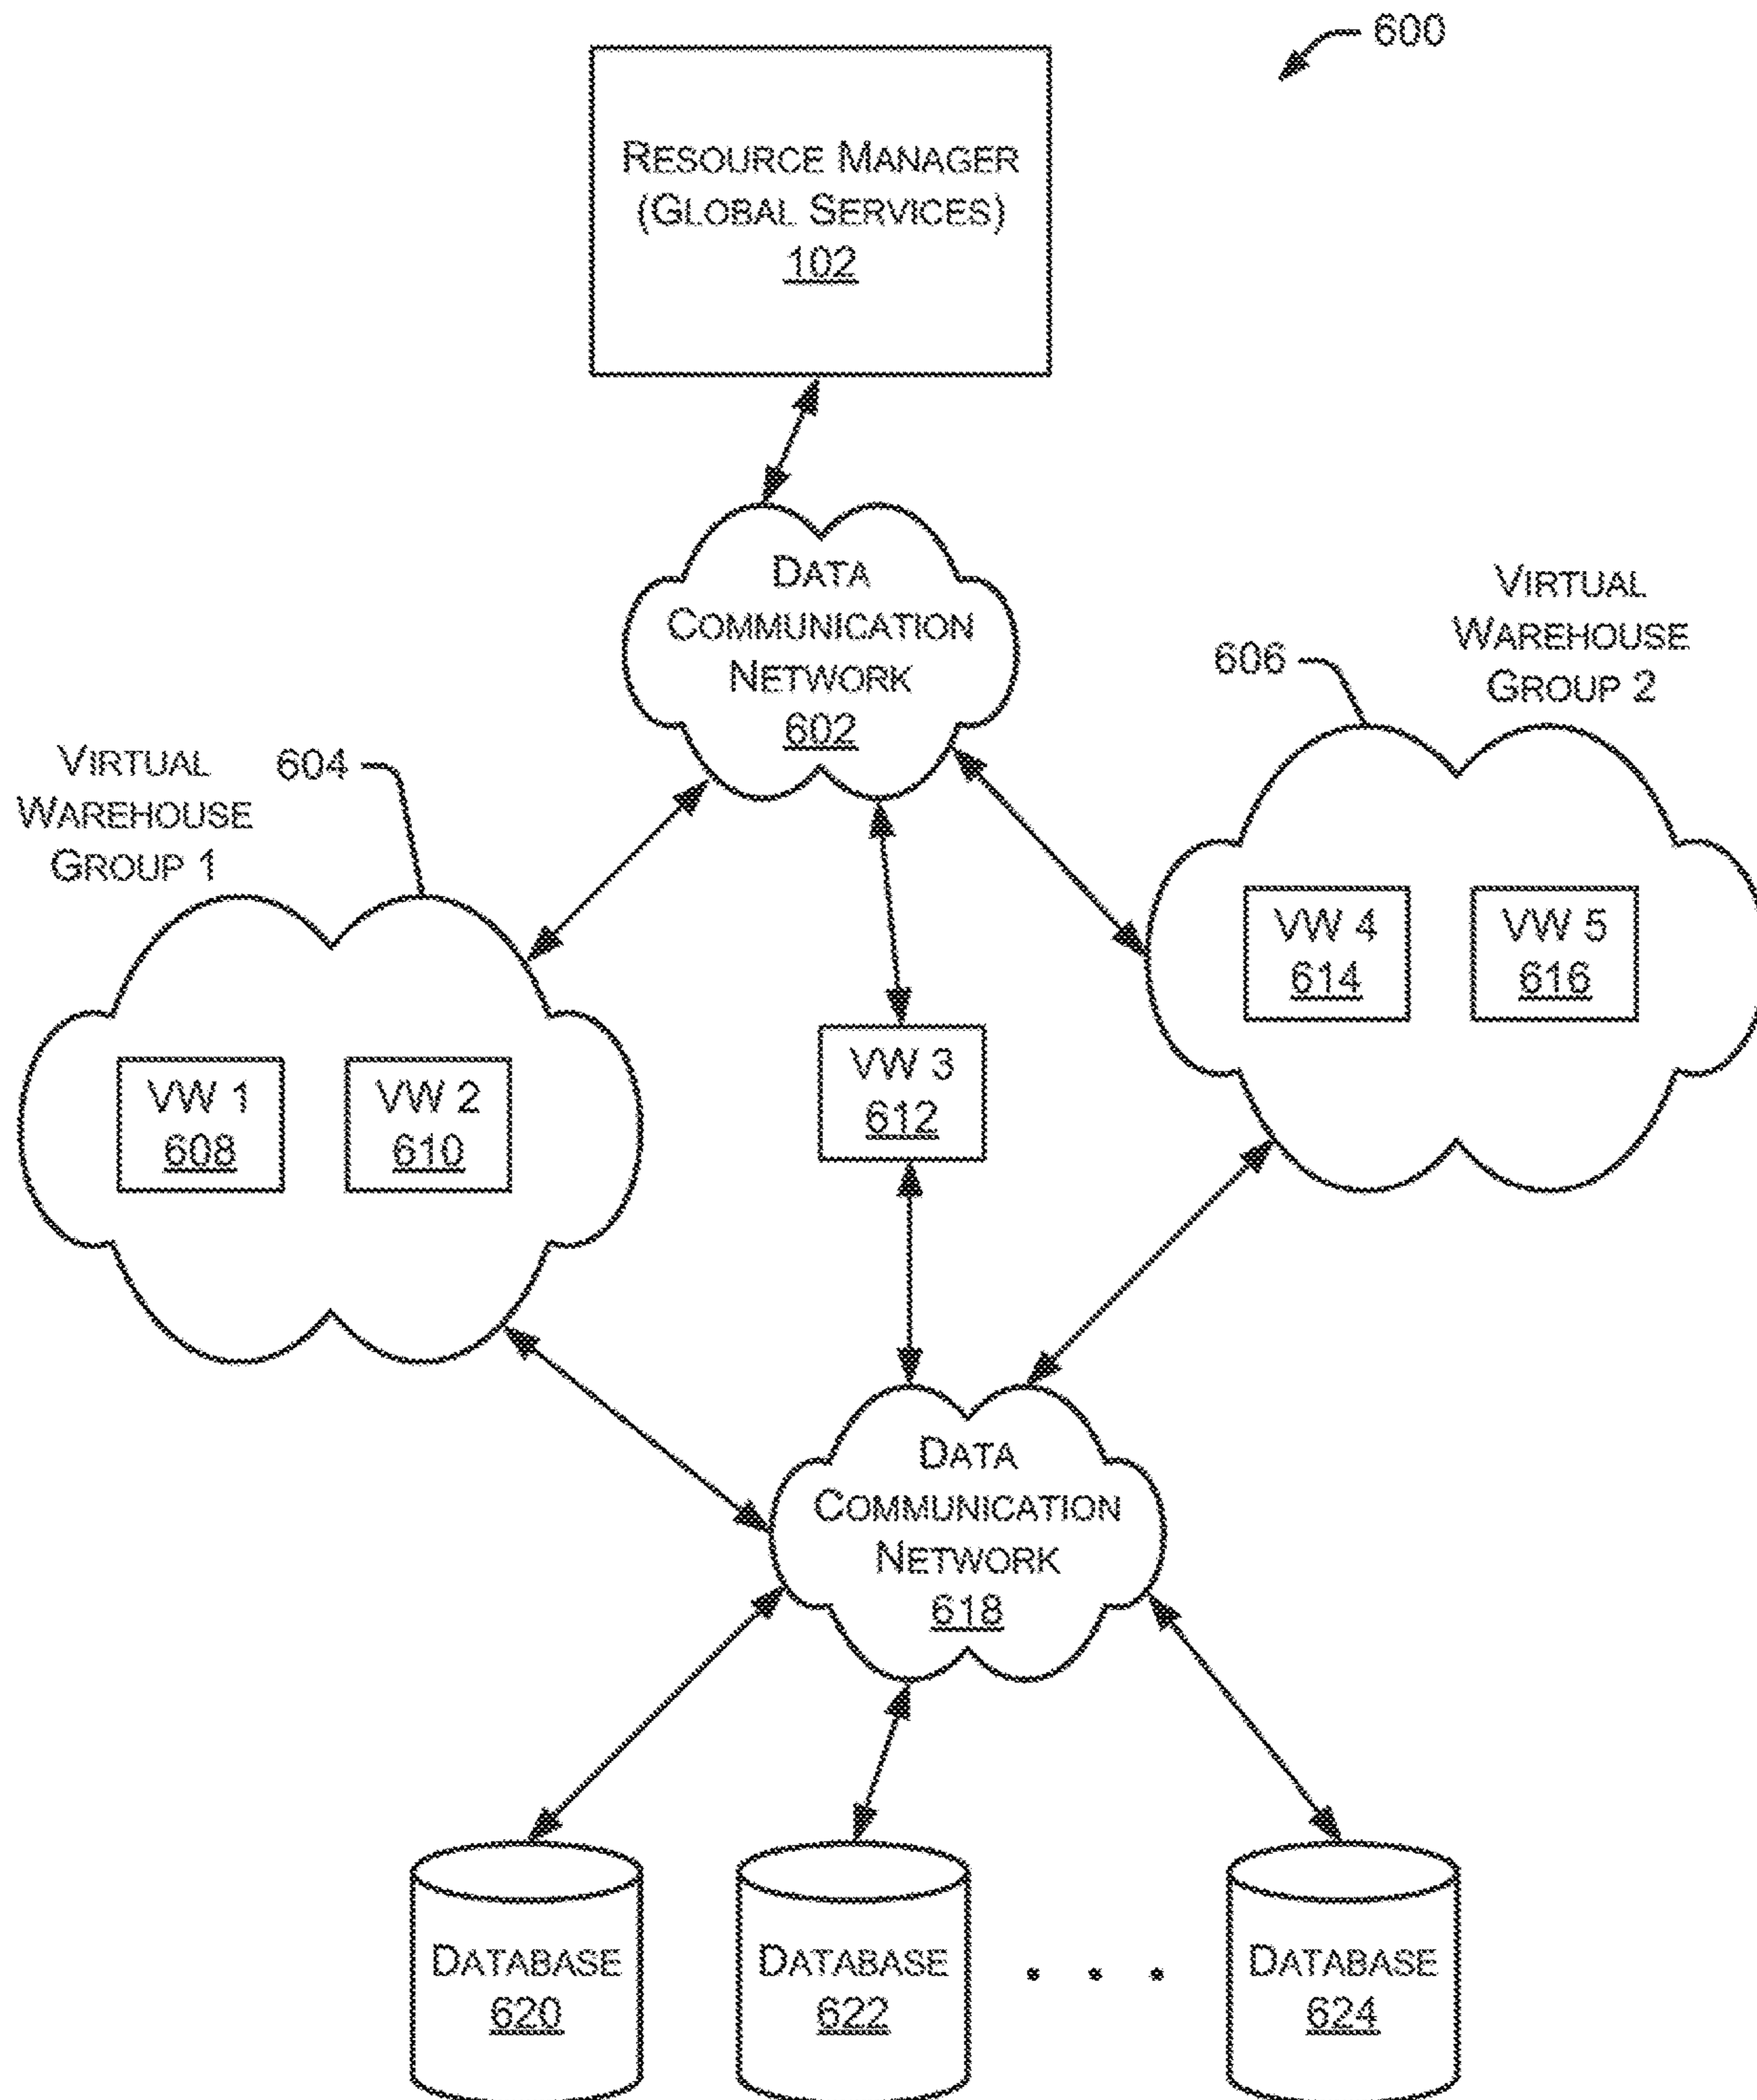 600
RESOURCE MANAGER
(GLOBAL SERVICES)
102
DATA
COMMUNICATION
NETWORK
602
VIRTUAL
WAREHOUSE
GROUP 2
606
VIRTUAL
WAREHOUSE
GROUP 1
604
VW 4
614
VW 5
616
VW 3
612
VW 1
608
VW 2
610
DATA
COMMUNICATION
NETWORK
618
DATABASE
620
DATABASE
622
. . .
DATABASE
624